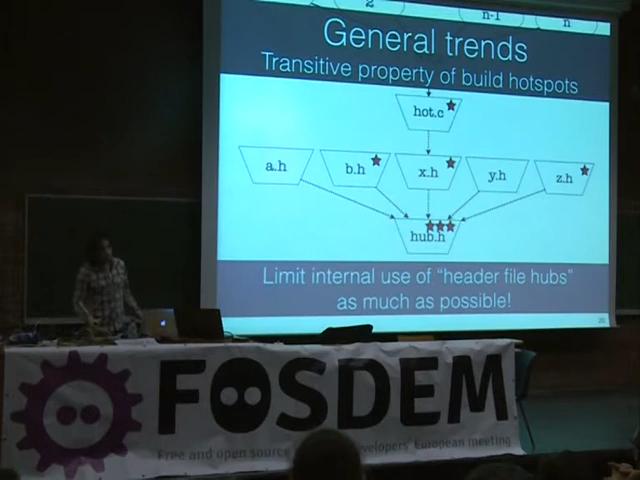 2
n-1
n
General trends
Transitive property of build hotspots
hot.c
a.h
b.h
x.h
y.h
z.h
hub.h
Limit internal use of "header file hubs"
as much as possible!
FOSDEM
Free and open source developers' European meeting